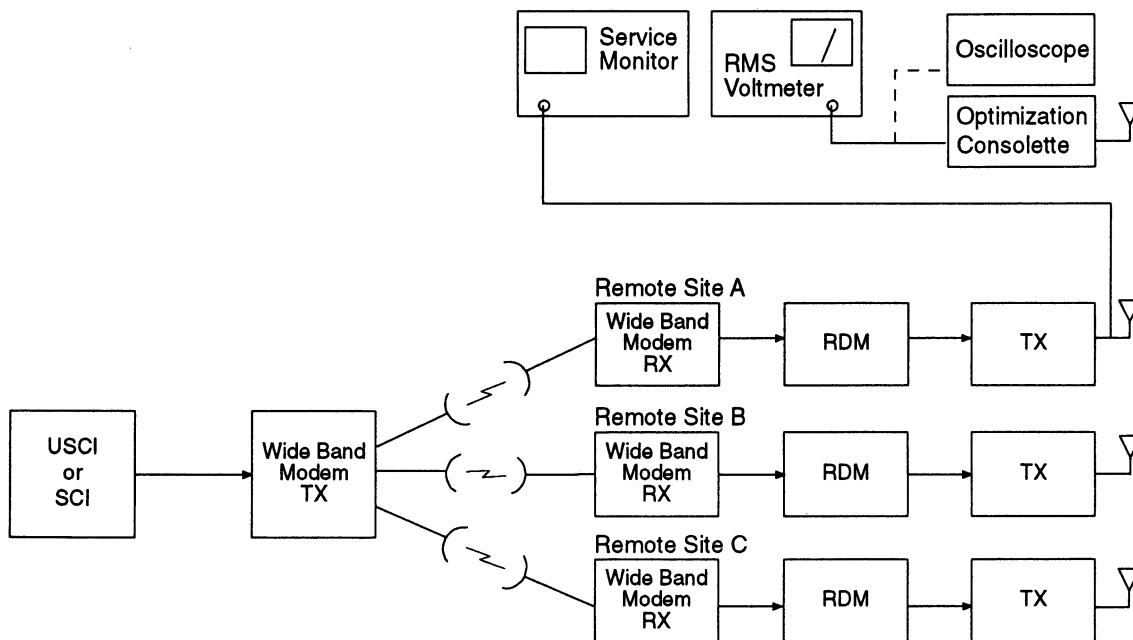 Service
Monitor
RMS
Voltmeter
Oscilloscope
Optimization
Consolette
Remote Site A
Wide Band
Modem
RX
RDM
TX
USCI
or
SCI
Wide Band
Modem
TX
Remote Site B
Wide Band
Modem
RX
RDM
TX
Remote Site C
Wide Band
Modem
RX
RDM
TX